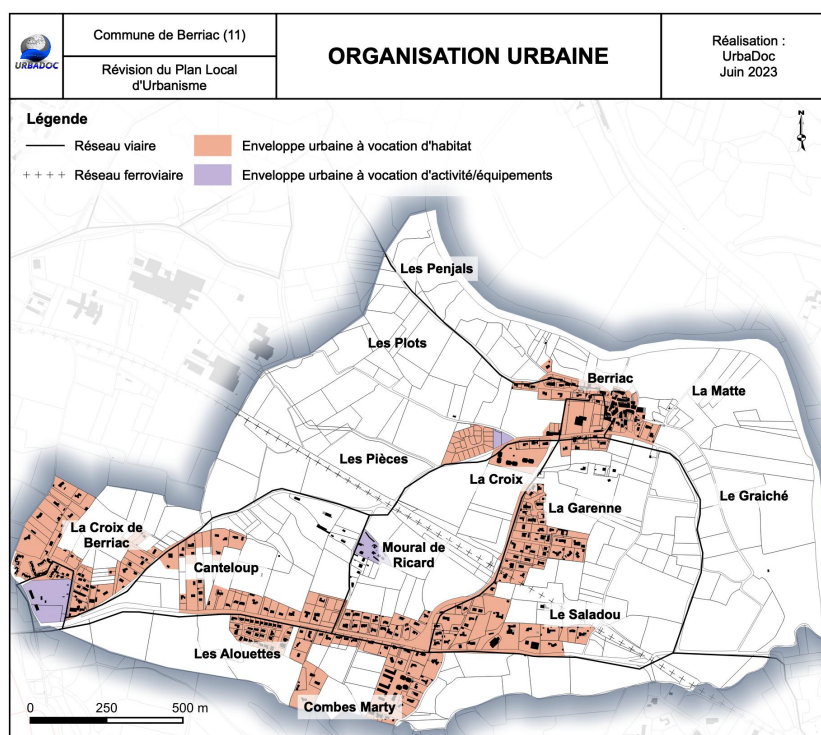 URBADOC
Commune de Berriac (11)
Révision du Plan Local
d'Urbanisme
ORGANISATION URBAINE
Réalisation :
UrbaDoc
Juin 2023
Légende
Réseau viaire
Enveloppe urbaine à vocation d'habitat
Réseau ferroviaire
Enveloppe urbaine à vocation d'activité/équipements
N
Les Penjals
Les Plots
Berriac
La Matte
Les Pièces
La Croix
Le Graiché
La Garenne
La Croix de
Berriac
Moural de
Ricard
Canteloup
Le Saladou
Les Alouettes
Combes Marty
0 250 500 m